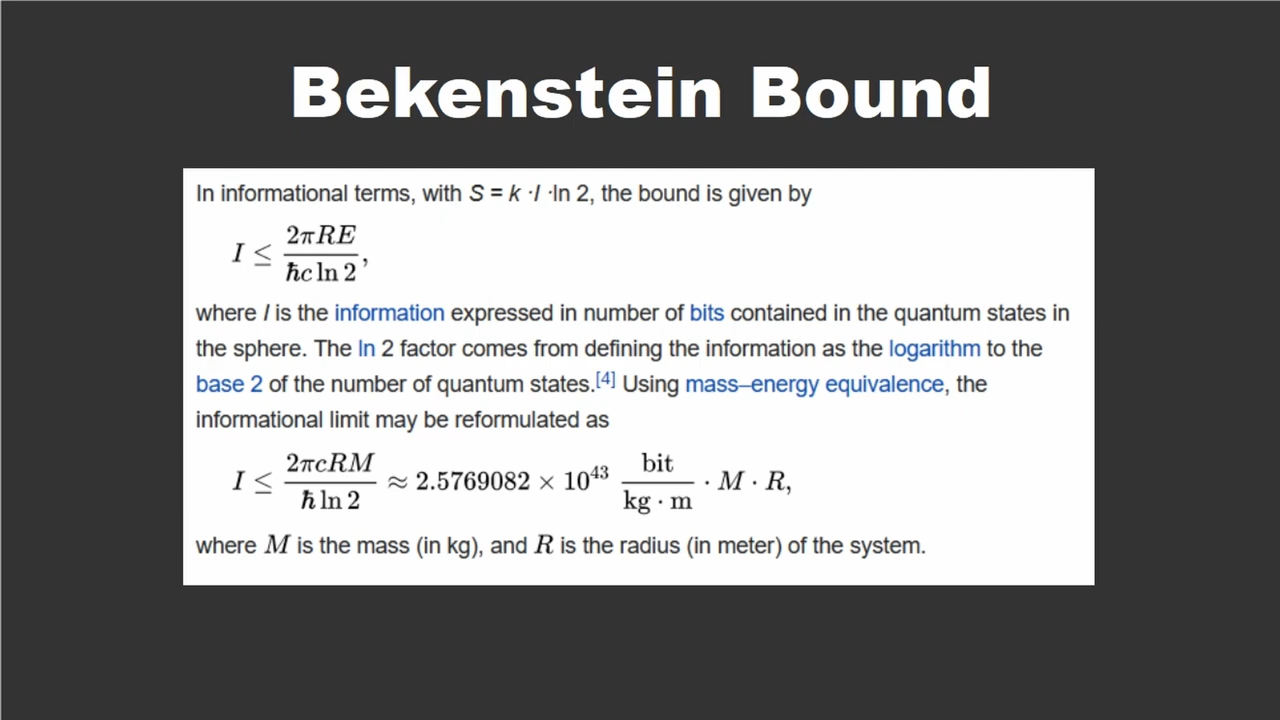 Bekenstein Bound
In informational terms, with S = k ·I ·ln 2, the bound is given by
I ≤ 2πRE / ħc ln 2,
where I is the information expressed in number of bits contained in the quantum states in
the sphere. The ln 2 factor comes from defining the information as the logarithm to the
base 2 of the number of quantum states.[4] Using mass–energy equivalence, the
informational limit may be reformulated as
I ≤ 2πcRM / ħ ln 2 ≈ 2.5769082 × 10^43 bit / kg · m · M · R,
where M is the mass (in kg), and R is the radius (in meter) of the system.